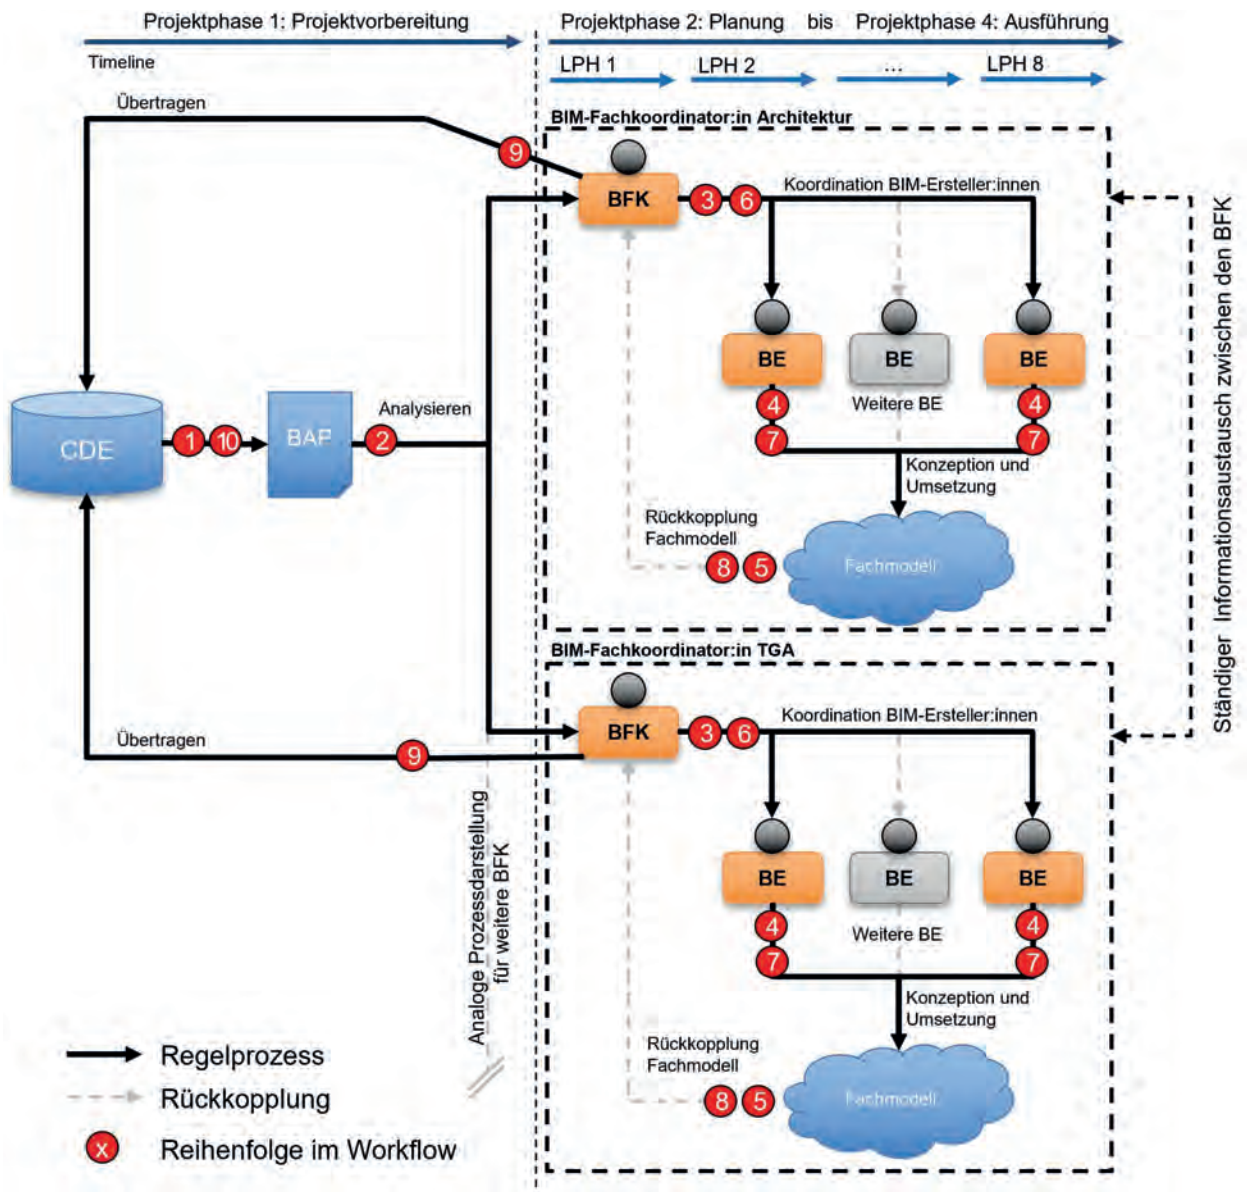 Projektphase 1: Projektvorbereitung
Projektphase 2: Planung bis Projektphase 4: Ausführung
Timeline
LPH 1
LPH 2
...
LPH 8
Übertragen
BIM-Fachkoordinator:in Architektur
9
BFK
3
6
Koordination BIM-Ersteller:innen
BE
BE
BE
Weitere BE
4
4
7
7
CDE
1
10
BAP
Analysieren
2
Konzeption und
Umsetzung
Rückkopplung
Fachmodell
8
5
Fachmodell
Ständiger Informationsaustausch zwischen den BFK
BIM-Fachkoordinator:in TGA
Übertragen
9
BFK
3
6
Koordination BIM-Ersteller:innen
BE
BE
BE
Weitere BE
4
4
7
7
Konzeption und
Umsetzung
Rückkopplung
Fachmodell
8
5
Fachmodell
Analoge Prozessdarstellung
für weitere BFK
Regelprozess
Rückkopplung
x
Reihenfolge im Workflow